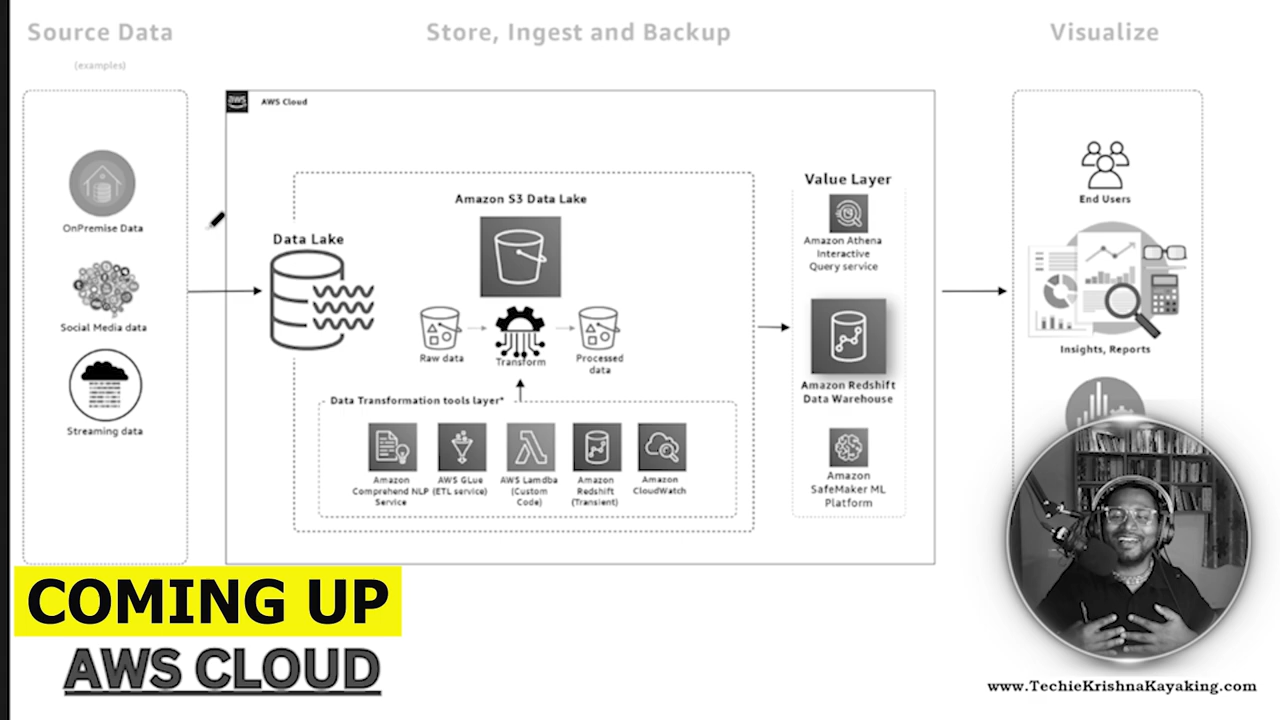 Source Data
(examples)
Store, Ingest and Backup
Visualize
aws
AWS Cloud
OnPremise Data
Social Media data
Streaming data
Data Lake
Amazon S3 Data Lake
Raw data
Transform
Processed
data
Data Transformation tools layer*
Amazon
Comprehend NLP
Service
AWS GLue
(ETL service)
AWS Lamdba
(Custom
Code)
Amazon
Redshift
(Transient)
Amazon
CloudWatch
Value Layer
Amazon Athena
Interactive
Query service
Amazon Redshift
Data Warehouse
Amazon
SafeMaker ML
Platform
End Users
Insights, Reports
COMING UP
AWS CLOUD
www.TechieKrishnaKayaking.com